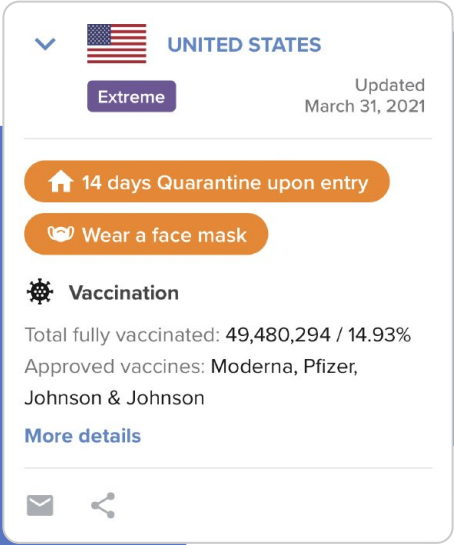 UNITED STATES
Extreme
Updated
March 31, 2021
14 days Quarantine upon entry
Wear a face mask
Vaccination
Total fully vaccinated: 49,480,294 / 14.93%
Approved vaccines: Moderna, Pfizer,
Johnson & Johnson
More details